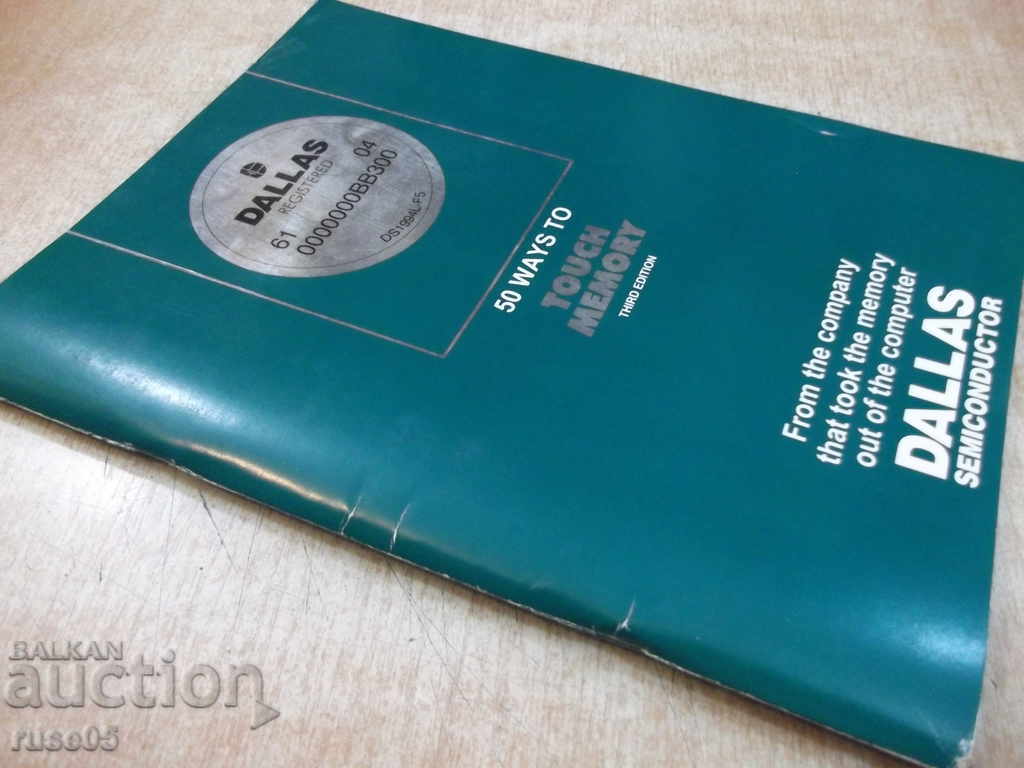 DALLAS
REGISTERED
61 04
0000000BB300
DS1994L-F5
50 WAYS TO
TOUCH
MEMORY
THIRD EDITION
From the company
that took the memory
out of the computer
DALLAS
SEMICONDUCTOR
BALKAN
auction
ruse05